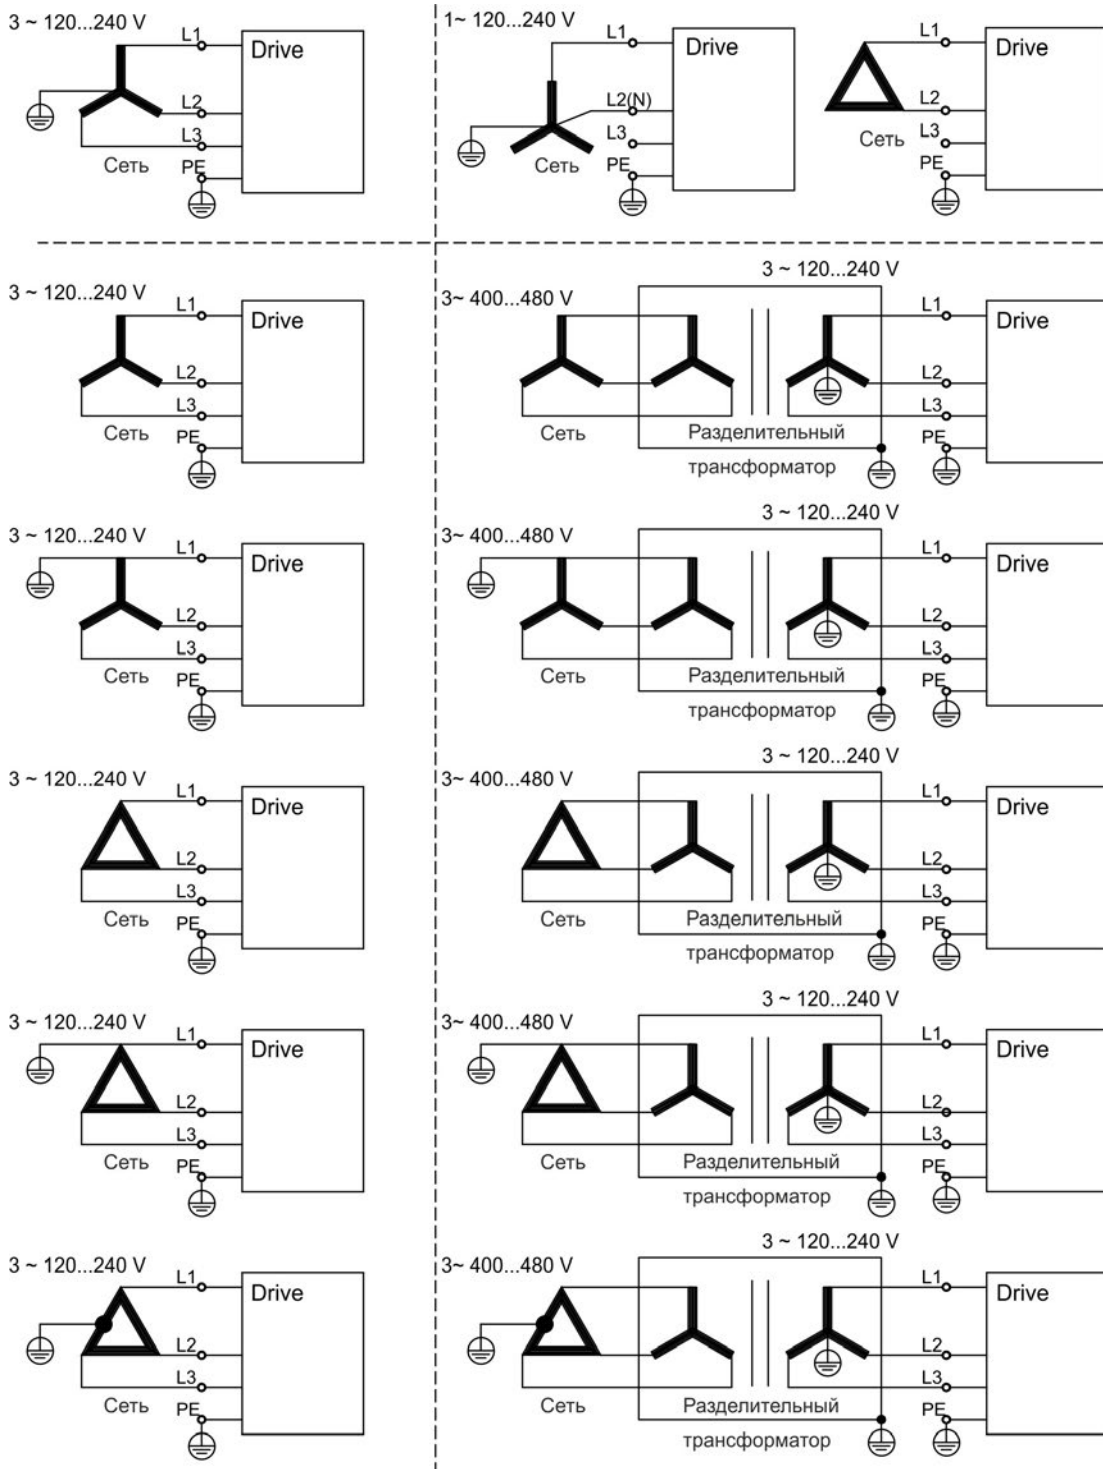 3 ~ 120...240 V
L1
Drive
L2
L3
Сеть
PE
1~ 120...240 V
L1
Drive
L2(N)
L3
Сеть
PE
L1
Drive
L2
Сеть
L3
PE
3 ~ 120...240 V
L1
Drive
L2
L3
Сеть
PE
3 ~ 120...240 V
3~ 400...480 V
L1
Drive
L2
L3
Сеть
Разделительный
PE
трансформатор
3 ~ 120...240 V
L1
Drive
L2
L3
Сеть
PE
3 ~ 120...240 V
3~ 400...480 V
L1
Drive
L2
L3
Сеть
Разделительный
PE
трансформатор
3 ~ 120...240 V
L1
Drive
L2
L3
Сеть
PE
3 ~ 120...240 V
3~ 400...480 V
L1
Drive
L2
L3
Сеть
Разделительный
PE
трансформатор
3 ~ 120...240 V
L1
Drive
L2
L3
Сеть
PE
3 ~ 120...240 V
3~ 400...480 V
L1
Drive
L2
L3
Сеть
Разделительный
PE
трансформатор
3 ~ 120...240 V
L1
Drive
L2
L3
Сеть
PE
3 ~ 120...240 V
3~ 400...480 V
L1
Drive
L2
L3
Сеть
Разделительный
PE
трансформатор